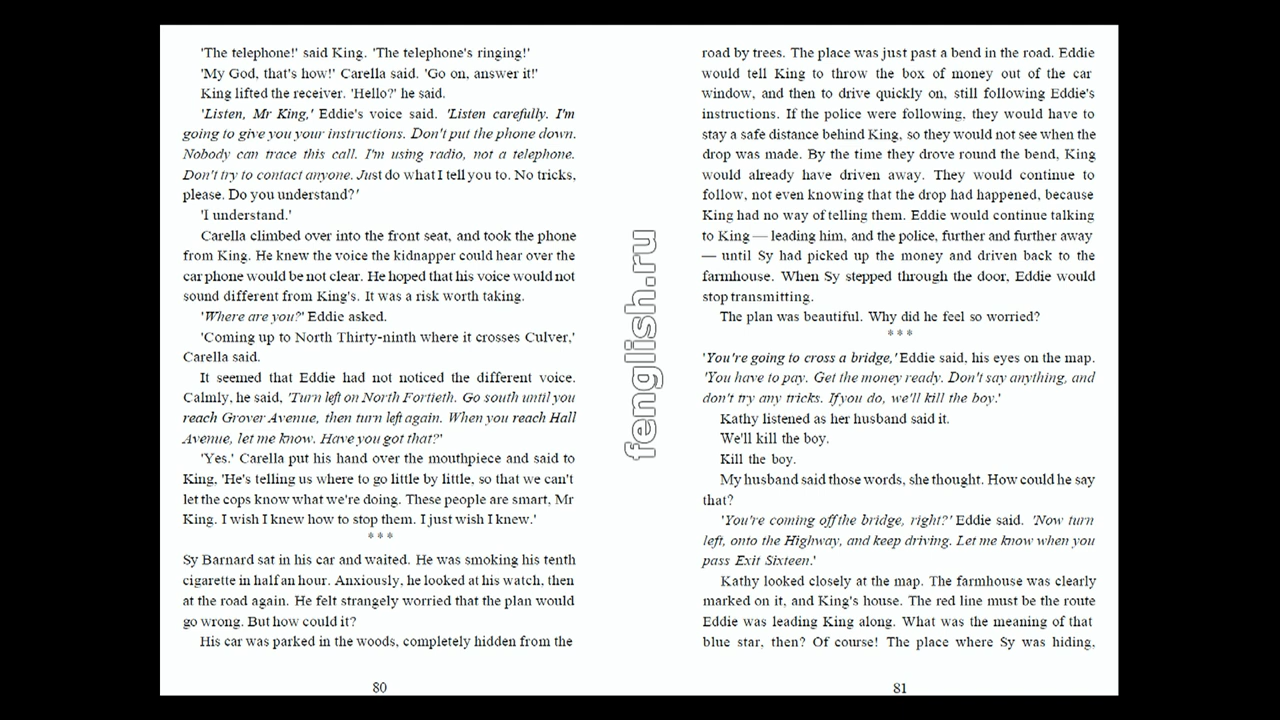 'The telephone!' said King. 'The telephone's ringing!'
'My God, that's how!' Carella said. 'Go on, answer it!'
King lifted the receiver. 'Hello?' he said.
'Listen, Mr King,' Eddie's voice said. 'Listen carefully. I'm
going to give you your instructions. Don't put the phone down.
Nobody can trace this call. I'm using radio, not a telephone.
Don't try to contact anyone. Just do what I tell you to. No tricks,
please. Do you understand?'
'I understand.'
Carella climbed over into the front seat, and took the phone
from King. He knew the voice the kidnapper could hear over the
car phone would be not clear. He hoped that his voice would not
sound different from King's. It was a risk worth taking.
'Where are you?' Eddie asked.
'Coming up to North Thirty-ninth where it crosses Culver,'
Carella said.
It seemed that Eddie had not noticed the different voice.
Calmly, he said, 'Turn left on North Fortieth. Go south until you
reach Grover Avenue, then turn left again. When you reach Hall
Avenue, let me know. Have you got that?'
'Yes.' Carella put his hand over the mouthpiece and said to
King, 'He's telling us where to go little by little, so that we can't
let the cops know what we're doing. These people are smart, Mr
King. I wish I knew how to stop them. I just wish I knew.'
* * *
Sy Barnard sat in his car and waited. He was smoking his tenth
cigarette in half an hour. Anxiously, he looked at his watch, then
at the road again. He felt strangely worried that the plan would
go wrong. But how could it?
His car was parked in the woods, completely hidden from the
80
fenglish.ru
road by trees. The place was just past a bend in the road. Eddie
would tell King to throw the box of money out of the car
window, and then to drive quickly on, still following Eddie's
instructions. If the police were following, they would have to
stay a safe distance behind King, so they would not see when the
drop was made. By the time they drove round the bend, King
would already have driven away. They would continue to
follow, not even knowing that the drop had happened, because
King had no way of telling them. Eddie would continue talking
to King — leading him, and the police, further and further away
— until Sy had picked up the money and driven back to the
farmhouse. When Sy stepped through the door, Eddie would
stop transmitting.
The plan was beautiful. Why did he feel so worried?
* * *
'You're going to cross a bridge,' Eddie said, his eyes on the map.
'You have to pay. Get the money ready. Don't say anything, and
don't try any tricks. If you do, we'll kill the boy.'
Kathy listened as her husband said it.
We'll kill the boy.
Kill the boy.
My husband said those words, she thought. How could he say
that?
'You're coming off the bridge, right?' Eddie said. 'Now turn
left, onto the Highway, and keep driving. Let me know when you
pass Exit Sixteen.'
Kathy looked closely at the map. The farmhouse was clearly
marked on it, and King's house. The red line must be the route
Eddie was leading King along. What was the meaning of that
blue star, then? Of course! The place where Sy was hiding,
81